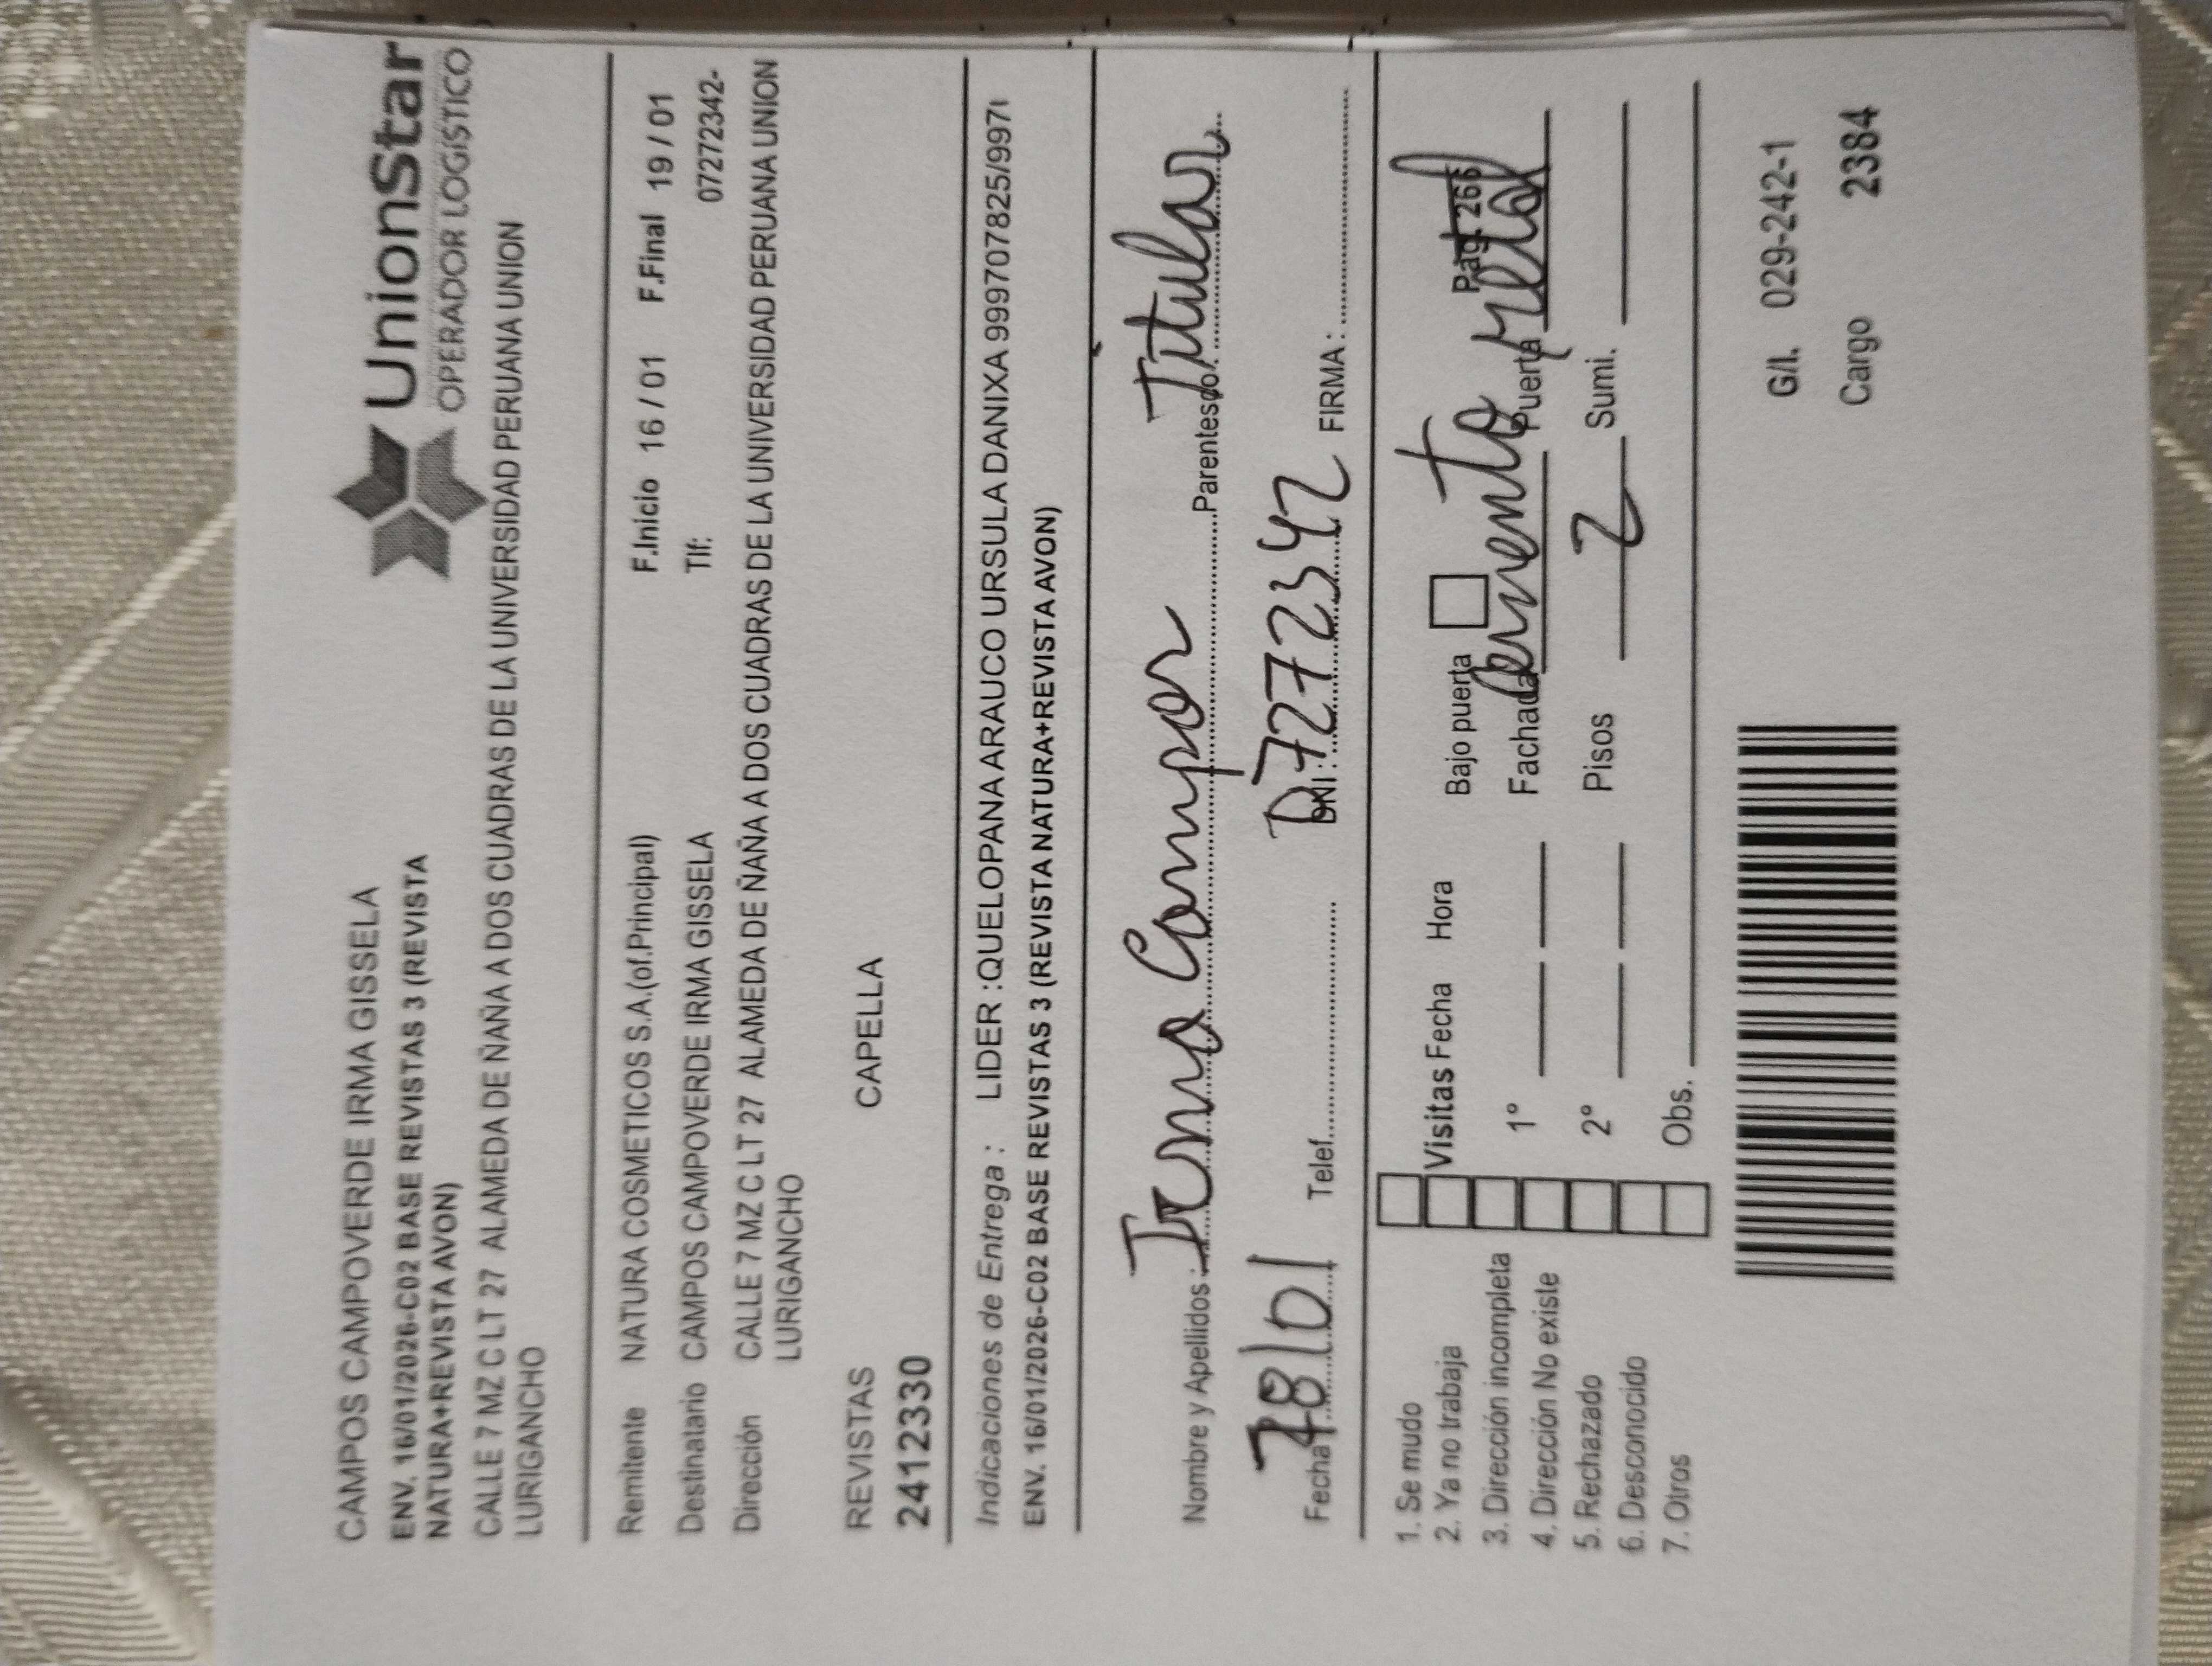 UnionStar
OPERADOR LOGÍSTICO
CAMPOS CAMPOVERDE IRMA GISSELA
ENV. 16/01/2026-C02 BASE REVISTAS 3 (REVISTA
NATURA+REVISTA AVON)
CALLE 7 MZ C LT 27 ALAMEDA DE ÑAÑA A DOS CUADRAS DE LA UNIVERSIDAD PERUANA UNION
LURIGANCHO
Remitente NATURA COSMETICOS S.A.(of.Principal) F.Inicio 16 / 01 F.Final 19 / 01
Destinatario CAMPOS CAMPOVERDE IRMA GISSELA Tlf: 07272342-
Dirección CALLE 7 MZ C LT 27 ALAMEDA DE ÑAÑA A DOS CUADRAS DE LA UNIVERSIDAD PERUANA UNION
LURIGANCHO
REVISTAS CAPELLA
2412330
Indicaciones de Entrega : LIDER :QUELOPANA ARAUCO URSULA DANIXA 999707825/9970
ENV. 16/01/2026-C02 BASE REVISTAS 3 (REVISTA NATURA+REVISTA AVON)
Nombre y Apellidos : Irma Campos Parentesco: Titular
Fecha 18/01 Telef. DNI: 07272342 FIRMA:
1. Se mudo
2. Ya no trabaja Visitas Fecha Hora Bajo puerta Pag. 266
3. Dirección incompleta 1° Fachada Cemento Puerta metal
4. Dirección No existe
5. Rechazado 2° Pisos 2 Sumi.
6. Desconocido
7. Otros Obs.
G/I. 029-242-1
Cargo 2384